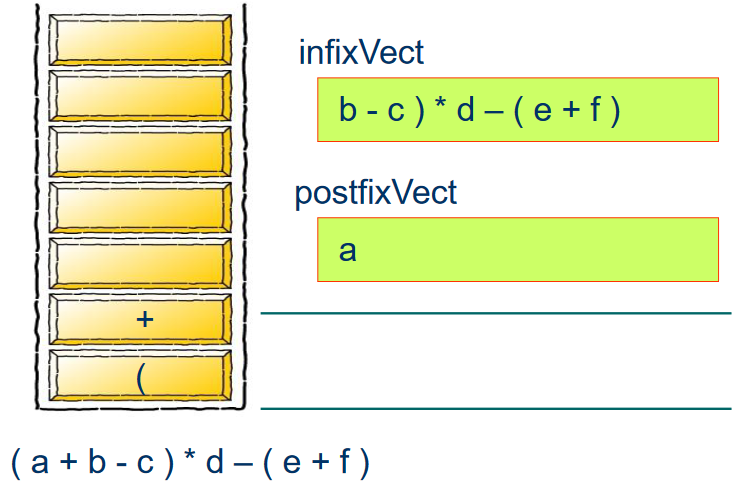 infixVect
b - c ) * d – ( e + f )
postfixVect
a
+
(
( a + b - c ) * d – ( e + f )